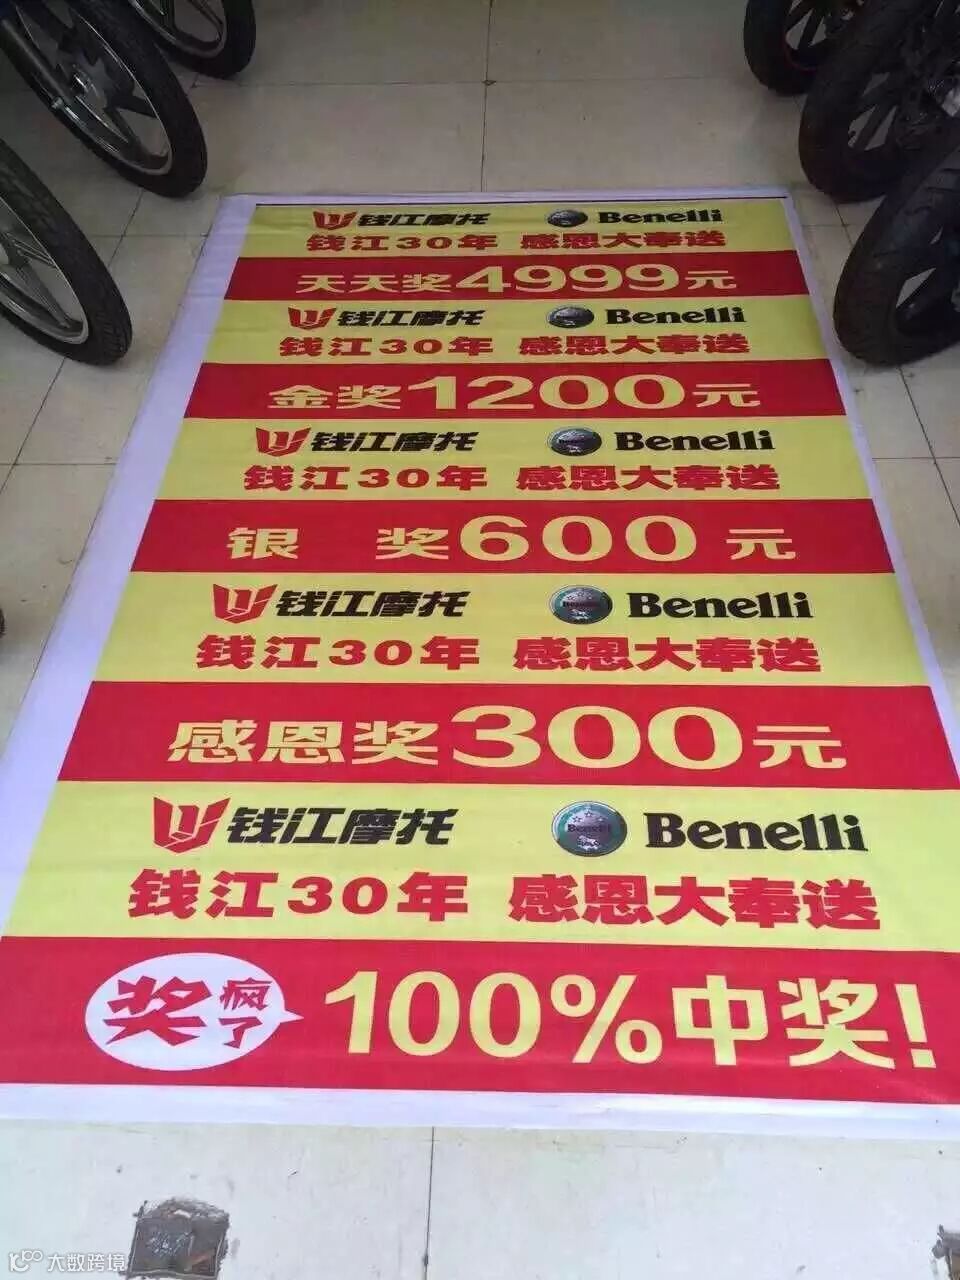 钱江摩托 Benelli
钱江30年 感恩大奉送
天天奖4999元
钱江摩托 Benelli
钱江30年 感恩大奉送
金奖1200元
钱江摩托 Benelli
钱江30年 感恩大奉送
银 奖600元
钱江摩托 Benelli
钱江30年 感恩大奉送
感恩奖300元
钱江摩托 Benelli
钱江30年 感恩大奉送
奖疯了 100%中奖!
大数跨境